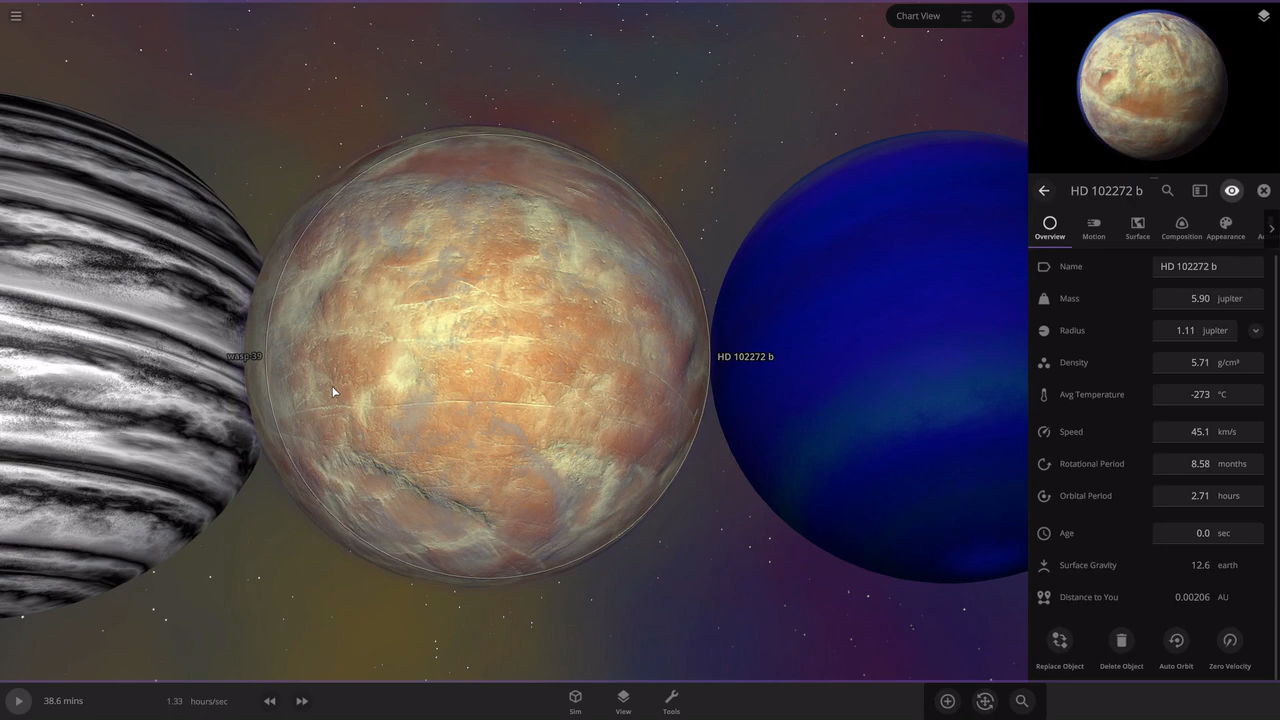 Chart View
HD 102272 b
Overview
Motion
Surface
Composition
Appearance
Name HD 102272 b
Mass 5.90 jupiter
Radius 1.11 jupiter
Density 5.71 g/cm³
Avg Temperature -273 °C
Speed 45.1 km/s
Rotational Period 8.58 months
Orbital Period 2.71 hours
Age 0.0 sec
Surface Gravity 12.6 earth
Distance to You 0.00206 AU
Replace Object
Delete Object
Auto Orbit
Zero Velocity
wasp-39
HD 102272 b
38.6 mins
1.33 hours/sec
Sim
View
Tools